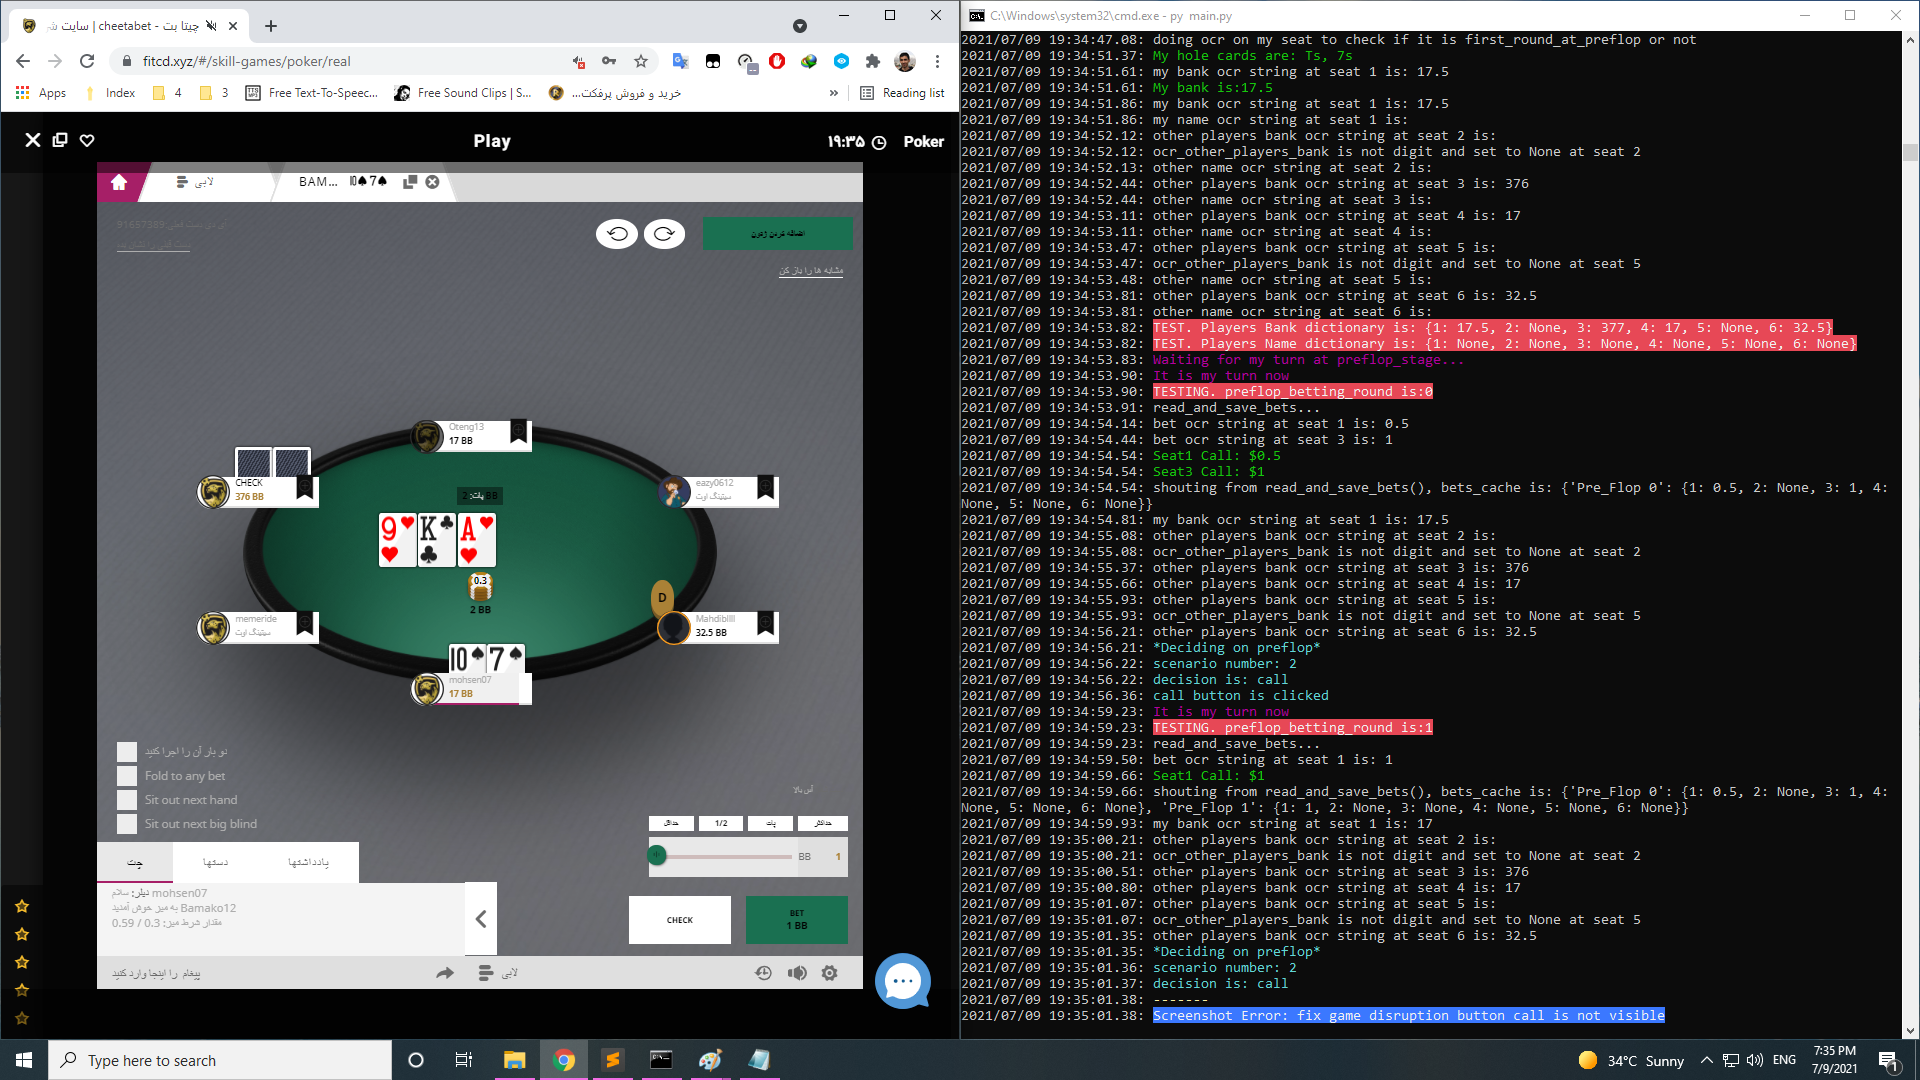 چیتا بت - cheetabet | سایت
fitcd.xyz/#/skill-games/poker/real
Apps
Index
4
3
Free Text-To-Speec...
Free Sound Clips | S...
خرید و فروش پرفکت...
»
Reading list
Play
۱۹:۳۵
Poker
لابی
BAM... 10♠ 7♠
91657389
اضافه کردن ژتون
مشابه ها را باز کن
Oteng13
17 BB
CHECK
376 BB
eazy0612
سیتینگ اوت
پات: 2 BB
9 K A
0.3
2 BB
D
memeride
سیتینگ اوت
Mahdiblll
32.5 BB
10 7
mohsen07
17 BB
دو بار آن را اجرا کنید
Fold to any bet
Sit out next hand
Sit out next big blind
آس بالا
حداقل
1/2
پات
حداکثر
BB 1
چت
دستها
یادداشتها
دیلر: سلام mohsen07
Bamako12 به میز خوش آمدید
مقدار شرط میز: 0.3 / 0.59
CHECK
BET
1 BB
پیغام را اینجا وارد کنید
لابی
C:\Windows\system32\cmd.exe - py main.py
2021/07/09 19:34:47.08: doing ocr on my seat to check if it is first_round_at_preflop or not
2021/07/09 19:34:51.37: My hole cards are: Ts, 7s
2021/07/09 19:34:51.61: my bank ocr string at seat 1 is: 17.5
2021/07/09 19:34:51.61: My bank is:17.5
2021/07/09 19:34:51.86: my bank ocr string at seat 1 is: 17.5
2021/07/09 19:34:51.86: my name ocr string at seat 1 is:
2021/07/09 19:34:52.12: other players bank ocr string at seat 2 is:
2021/07/09 19:34:52.12: ocr_other_players_bank is not digit and set to None at seat 2
2021/07/09 19:34:52.13: other name ocr string at seat 2 is:
2021/07/09 19:34:52.44: other players bank ocr string at seat 3 is: 376
2021/07/09 19:34:52.44: other name ocr string at seat 3 is:
2021/07/09 19:34:53.11: other players bank ocr string at seat 4 is: 17
2021/07/09 19:34:53.11: other name ocr string at seat 4 is:
2021/07/09 19:34:53.47: other players bank ocr string at seat 5 is:
2021/07/09 19:34:53.47: ocr_other_players_bank is not digit and set to None at seat 5
2021/07/09 19:34:53.48: other name ocr string at seat 5 is:
2021/07/09 19:34:53.81: other players bank ocr string at seat 6 is: 32.5
2021/07/09 19:34:53.81: other name ocr string at seat 6 is:
2021/07/09 19:34:53.82: TEST. Players Bank dictionary is: {1: 17.5, 2: None, 3: 377, 4: 17, 5: None, 6: 32.5}
2021/07/09 19:34:53.82: TEST. Players Name dictionary is: {1: None, 2: None, 3: None, 4: None, 5: None, 6: None}
2021/07/09 19:34:53.83: Waiting for my turn at preflop_stage...
2021/07/09 19:34:53.90: It is my turn now
2021/07/09 19:34:53.90: TESTING. preflop_betting_round is:0
2021/07/09 19:34:53.91: read_and_save_bets...
2021/07/09 19:34:54.14: bet ocr string at seat 1 is: 0.5
2021/07/09 19:34:54.44: bet ocr string at seat 3 is: 1
2021/07/09 19:34:54.54: Seat1 Call: $0.5
2021/07/09 19:34:54.54: Seat3 Call: $1
2021/07/09 19:34:54.54: shouting from read_and_save_bets(), bets_cache is: {'Pre_Flop 0': {1: 0.5, 2: None, 3: 1, 4:
None, 5: None, 6: None}}
2021/07/09 19:34:54.81: my bank ocr string at seat 1 is: 17.5
2021/07/09 19:34:55.08: other players bank ocr string at seat 2 is:
2021/07/09 19:34:55.08: ocr_other_players_bank is not digit and set to None at seat 2
2021/07/09 19:34:55.37: other players bank ocr string at seat 3 is: 376
2021/07/09 19:34:55.66: other players bank ocr string at seat 4 is: 17
2021/07/09 19:34:55.93: other players bank ocr string at seat 5 is:
2021/07/09 19:34:55.93: ocr_other_players_bank is not digit and set to None at seat 5
2021/07/09 19:34:56.21: other players bank ocr string at seat 6 is: 32.5
2021/07/09 19:34:56.21: *Deciding on preflop*
2021/07/09 19:34:56.22: scenario number: 2
2021/07/09 19:34:56.22: decision is: call
2021/07/09 19:34:56.36: call button is clicked
2021/07/09 19:34:59.23: It is my turn now
2021/07/09 19:34:59.23: TESTING. preflop_betting_round is:1
2021/07/09 19:34:59.23: read_and_save_bets...
2021/07/09 19:34:59.50: bet ocr string at seat 1 is: 1
2021/07/09 19:34:59.66: Seat1 Call: $1
2021/07/09 19:34:59.66: shouting from read_and_save_bets(), bets_cache is: {'Pre_Flop 0': {1: 0.5, 2: None, 3: 1, 4:
None, 5: None, 6: None}, 'Pre_Flop 1': {1: 1, 2: None, 3: None, 4: None, 5: None, 6: None}}
2021/07/09 19:34:59.93: my bank ocr string at seat 1 is: 17
2021/07/09 19:35:00.21: other players bank ocr string at seat 2 is:
2021/07/09 19:35:00.21: ocr_other_players_bank is not digit and set to None at seat 2
2021/07/09 19:35:00.51: other players bank ocr string at seat 3 is: 376
2021/07/09 19:35:00.80: other players bank ocr string at seat 4 is: 17
2021/07/09 19:35:01.07: other players bank ocr string at seat 5 is:
2021/07/09 19:35:01.07: ocr_other_players_bank is not digit and set to None at seat 5
2021/07/09 19:35:01.35: other players bank ocr string at seat 6 is: 32.5
2021/07/09 19:35:01.35: *Deciding on preflop*
2021/07/09 19:35:01.36: scenario number: 2
2021/07/09 19:35:01.37: decision is: call
2021/07/09 19:35:01.38: -------
2021/07/09 19:35:01.38: Screenshot Error: fix game disruption button call is not visible
Type here to search
34°C Sunny
ENG
7:35 PM
7/9/2021
1